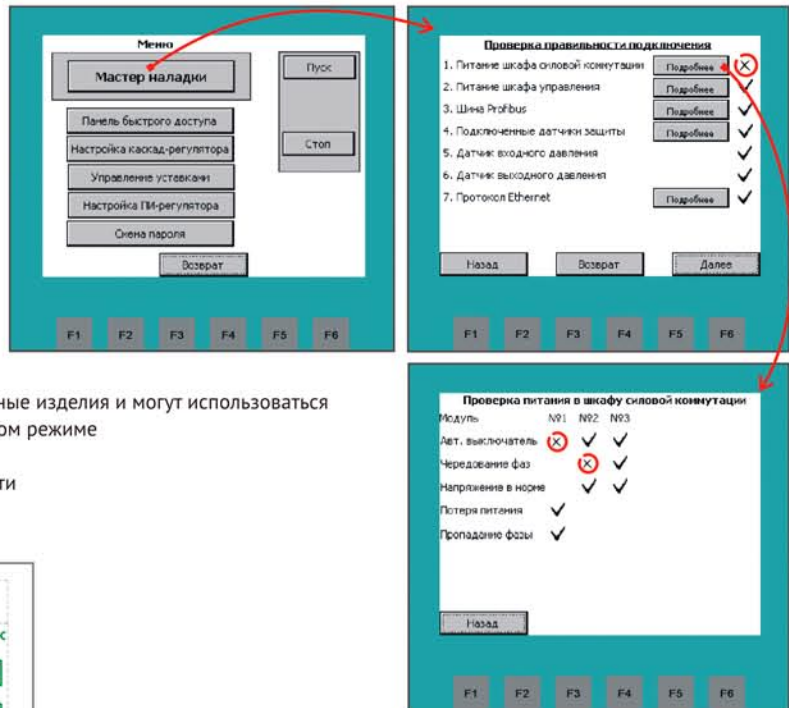 Меню
Мастер наладки
Пуск
Панель быстрого доступа
Стоп
Настройка каскад-регулятора
Управление уставками
Настройка ПИ-регулятора
Смена пароля
Возврат
F1 F2 F3 F4 F5 F6
Проверка правильности подключения
1. Питание шкафа силовой коммутации Подробнее
2. Питание шкафа управления Подробнее
3. Шина Profibus Подробнее
4. Подключенные датчики защиты Подробнее
5. Датчик входного давления
6. Датчик выходного давления
7. Протокол Ethernet Подробнее
Назад Возврат Далее
F1 F2 F3 F4 F5 F6
ные изделия и могут использоваться
ом режиме
ти
Проверка питания в шкафу силовой коммутации
Модуль №1 №2 №3
Авт. выключатель
Чередование фаз
Напряжение в норме
Потеря питания
Пропадание фазы
Назад
F1 F2 F3 F4 F5 F6